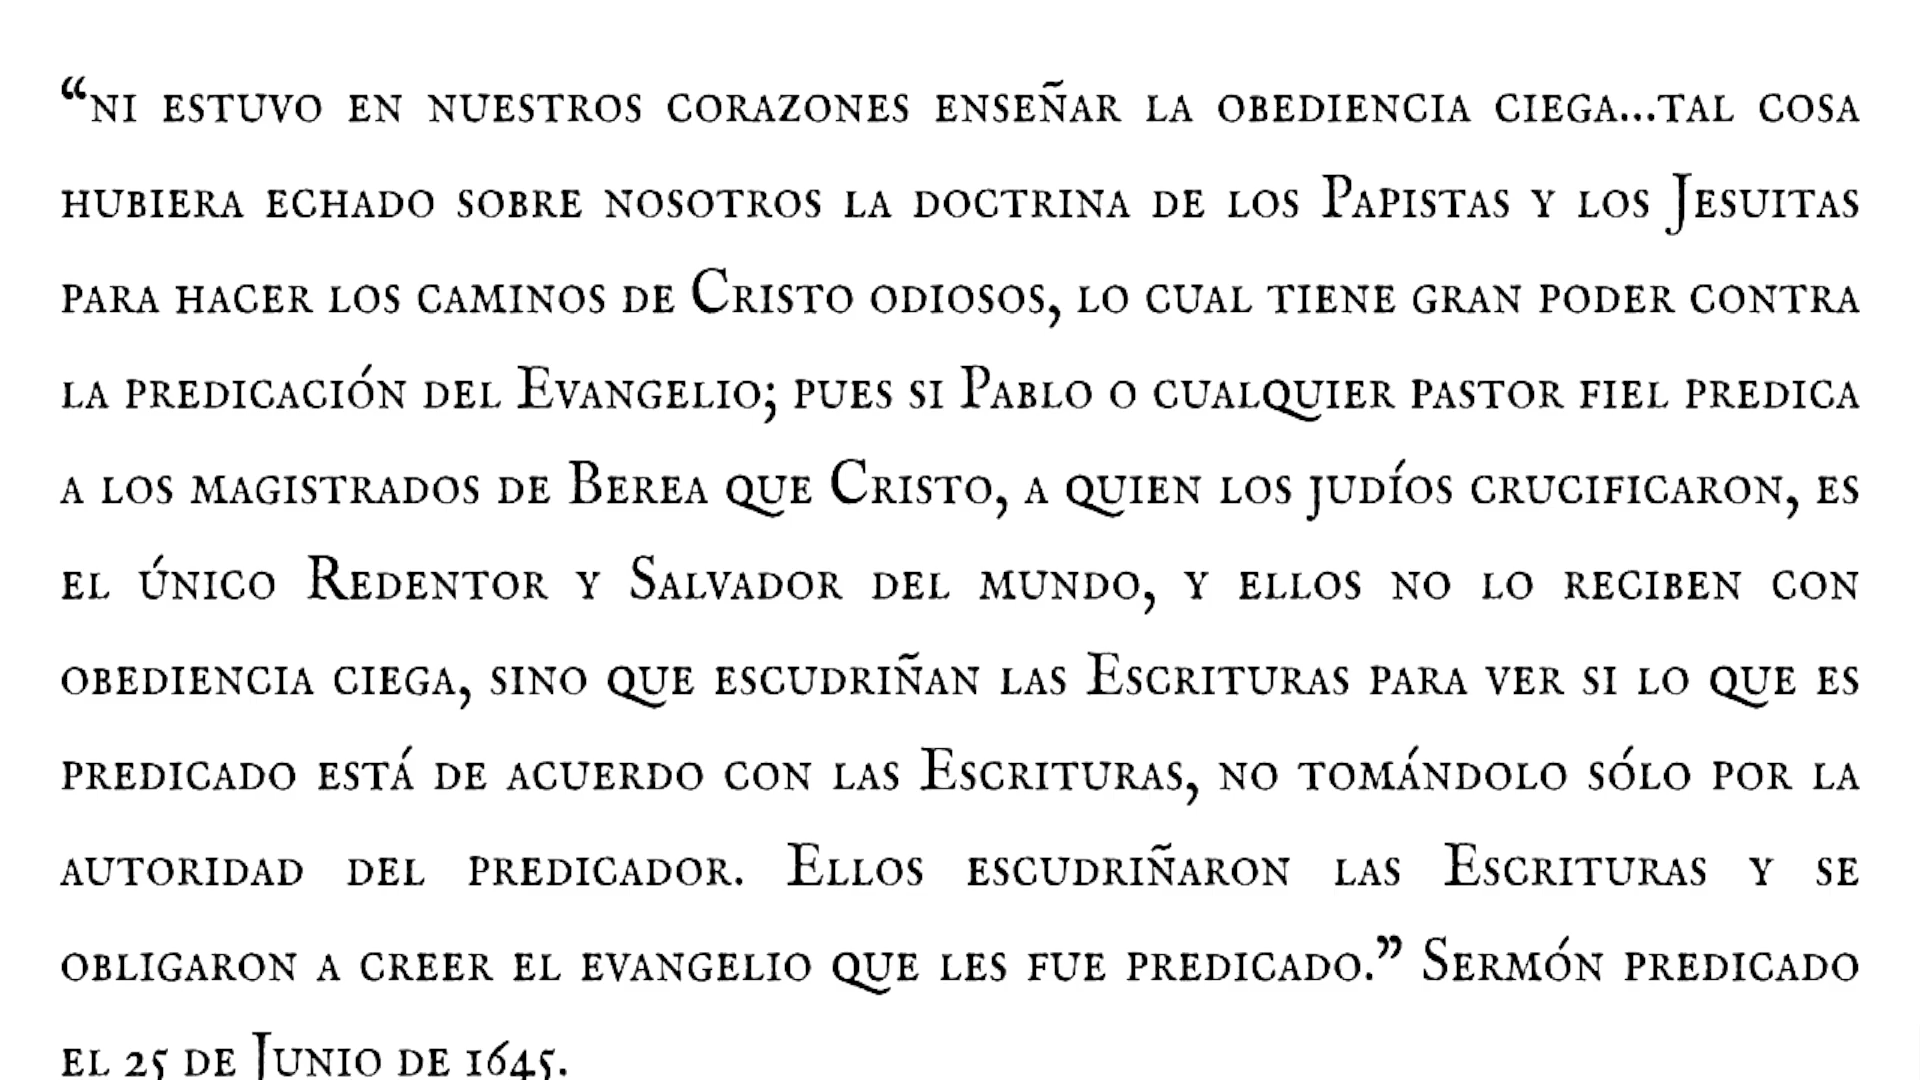 “ni estuvo en nuestros corazones enseñar la obediencia ciega...tal cosa
hubiera echado sobre nosotros la doctrina de los Papistas y los Jesuitas
para hacer los caminos de Cristo odiosos, lo cual tiene gran poder contra
la predicación del Evangelio; pues si Pablo o cualquier pastor fiel predica
a los magistrados de Berea que Cristo, a quien los judíos crucificaron, es
el único Redentor y Salvador del mundo, y ellos no lo reciben con
obediencia ciega, sino que escudriñan las Escrituras para ver si lo que es
predicado está de acuerdo con las Escrituras, no tomándolo sólo por la
autoridad del predicador. Ellos escudriñaron las Escrituras y se
obligaron a creer el evangelio que les fue predicado.” Sermón predicado
el 25 de Junio de 1645.